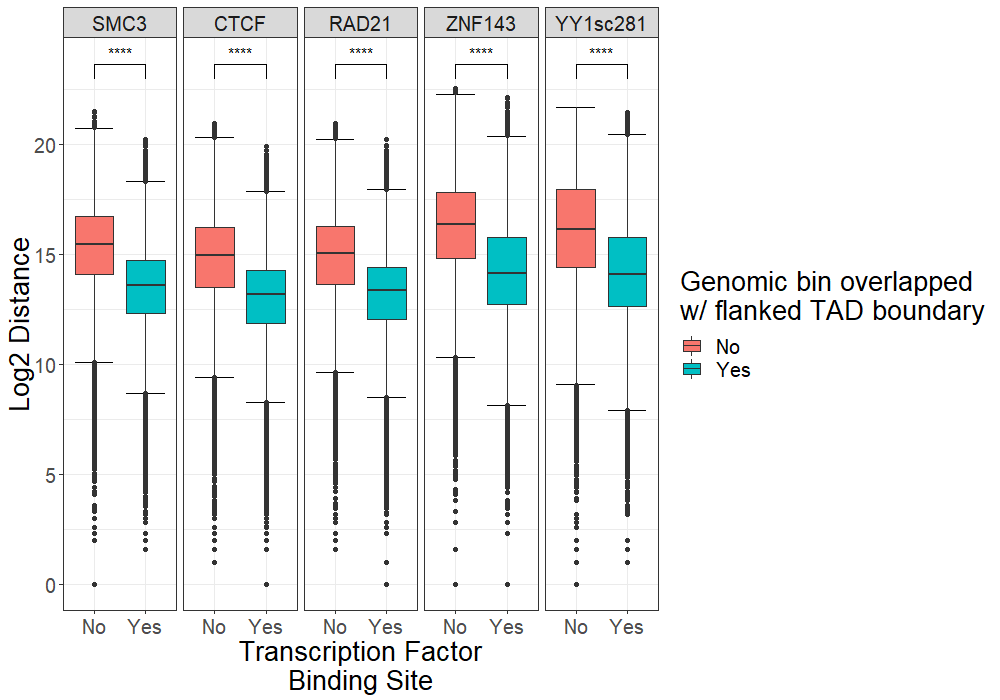 SMC3 CTCF RAD21 ZNF143 YY1sc281
**** **** **** **** ****
20
15
10
5
0
Log2 Distance
No Yes No Yes No Yes No Yes No Yes
Transcription Factor
Binding Site
Genomic bin overlapped
w/ flanked TAD boundary
No
Yes